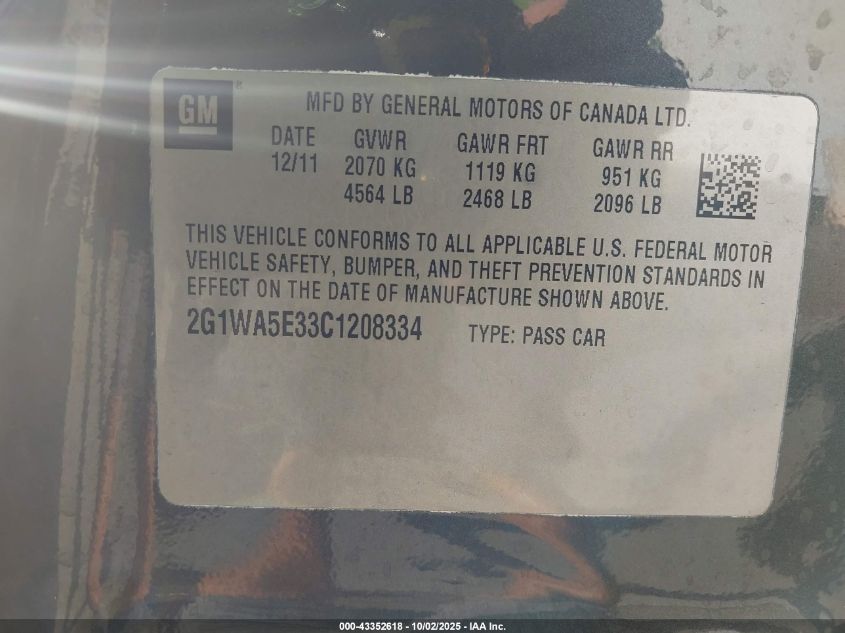 GM ®
MFD BY GENERAL MOTORS OF CANADA LTD.
DATE GVWR GAWR FRT GAWR RR
12/11 2070 KG 1119 KG 951 KG
4564 LB 2468 LB 2096 LB
THIS VEHICLE CONFORMS TO ALL APPLICABLE U.S. FEDERAL MOTOR
VEHICLE SAFETY, BUMPER, AND THEFT PREVENTION STANDARDS IN
EFFECT ON THE DATE OF MANUFACTURE SHOWN ABOVE.
2G1WA5E33C1208334 TYPE: PASS CAR
000-43352618 - 10/02/2025 - IAA Inc.